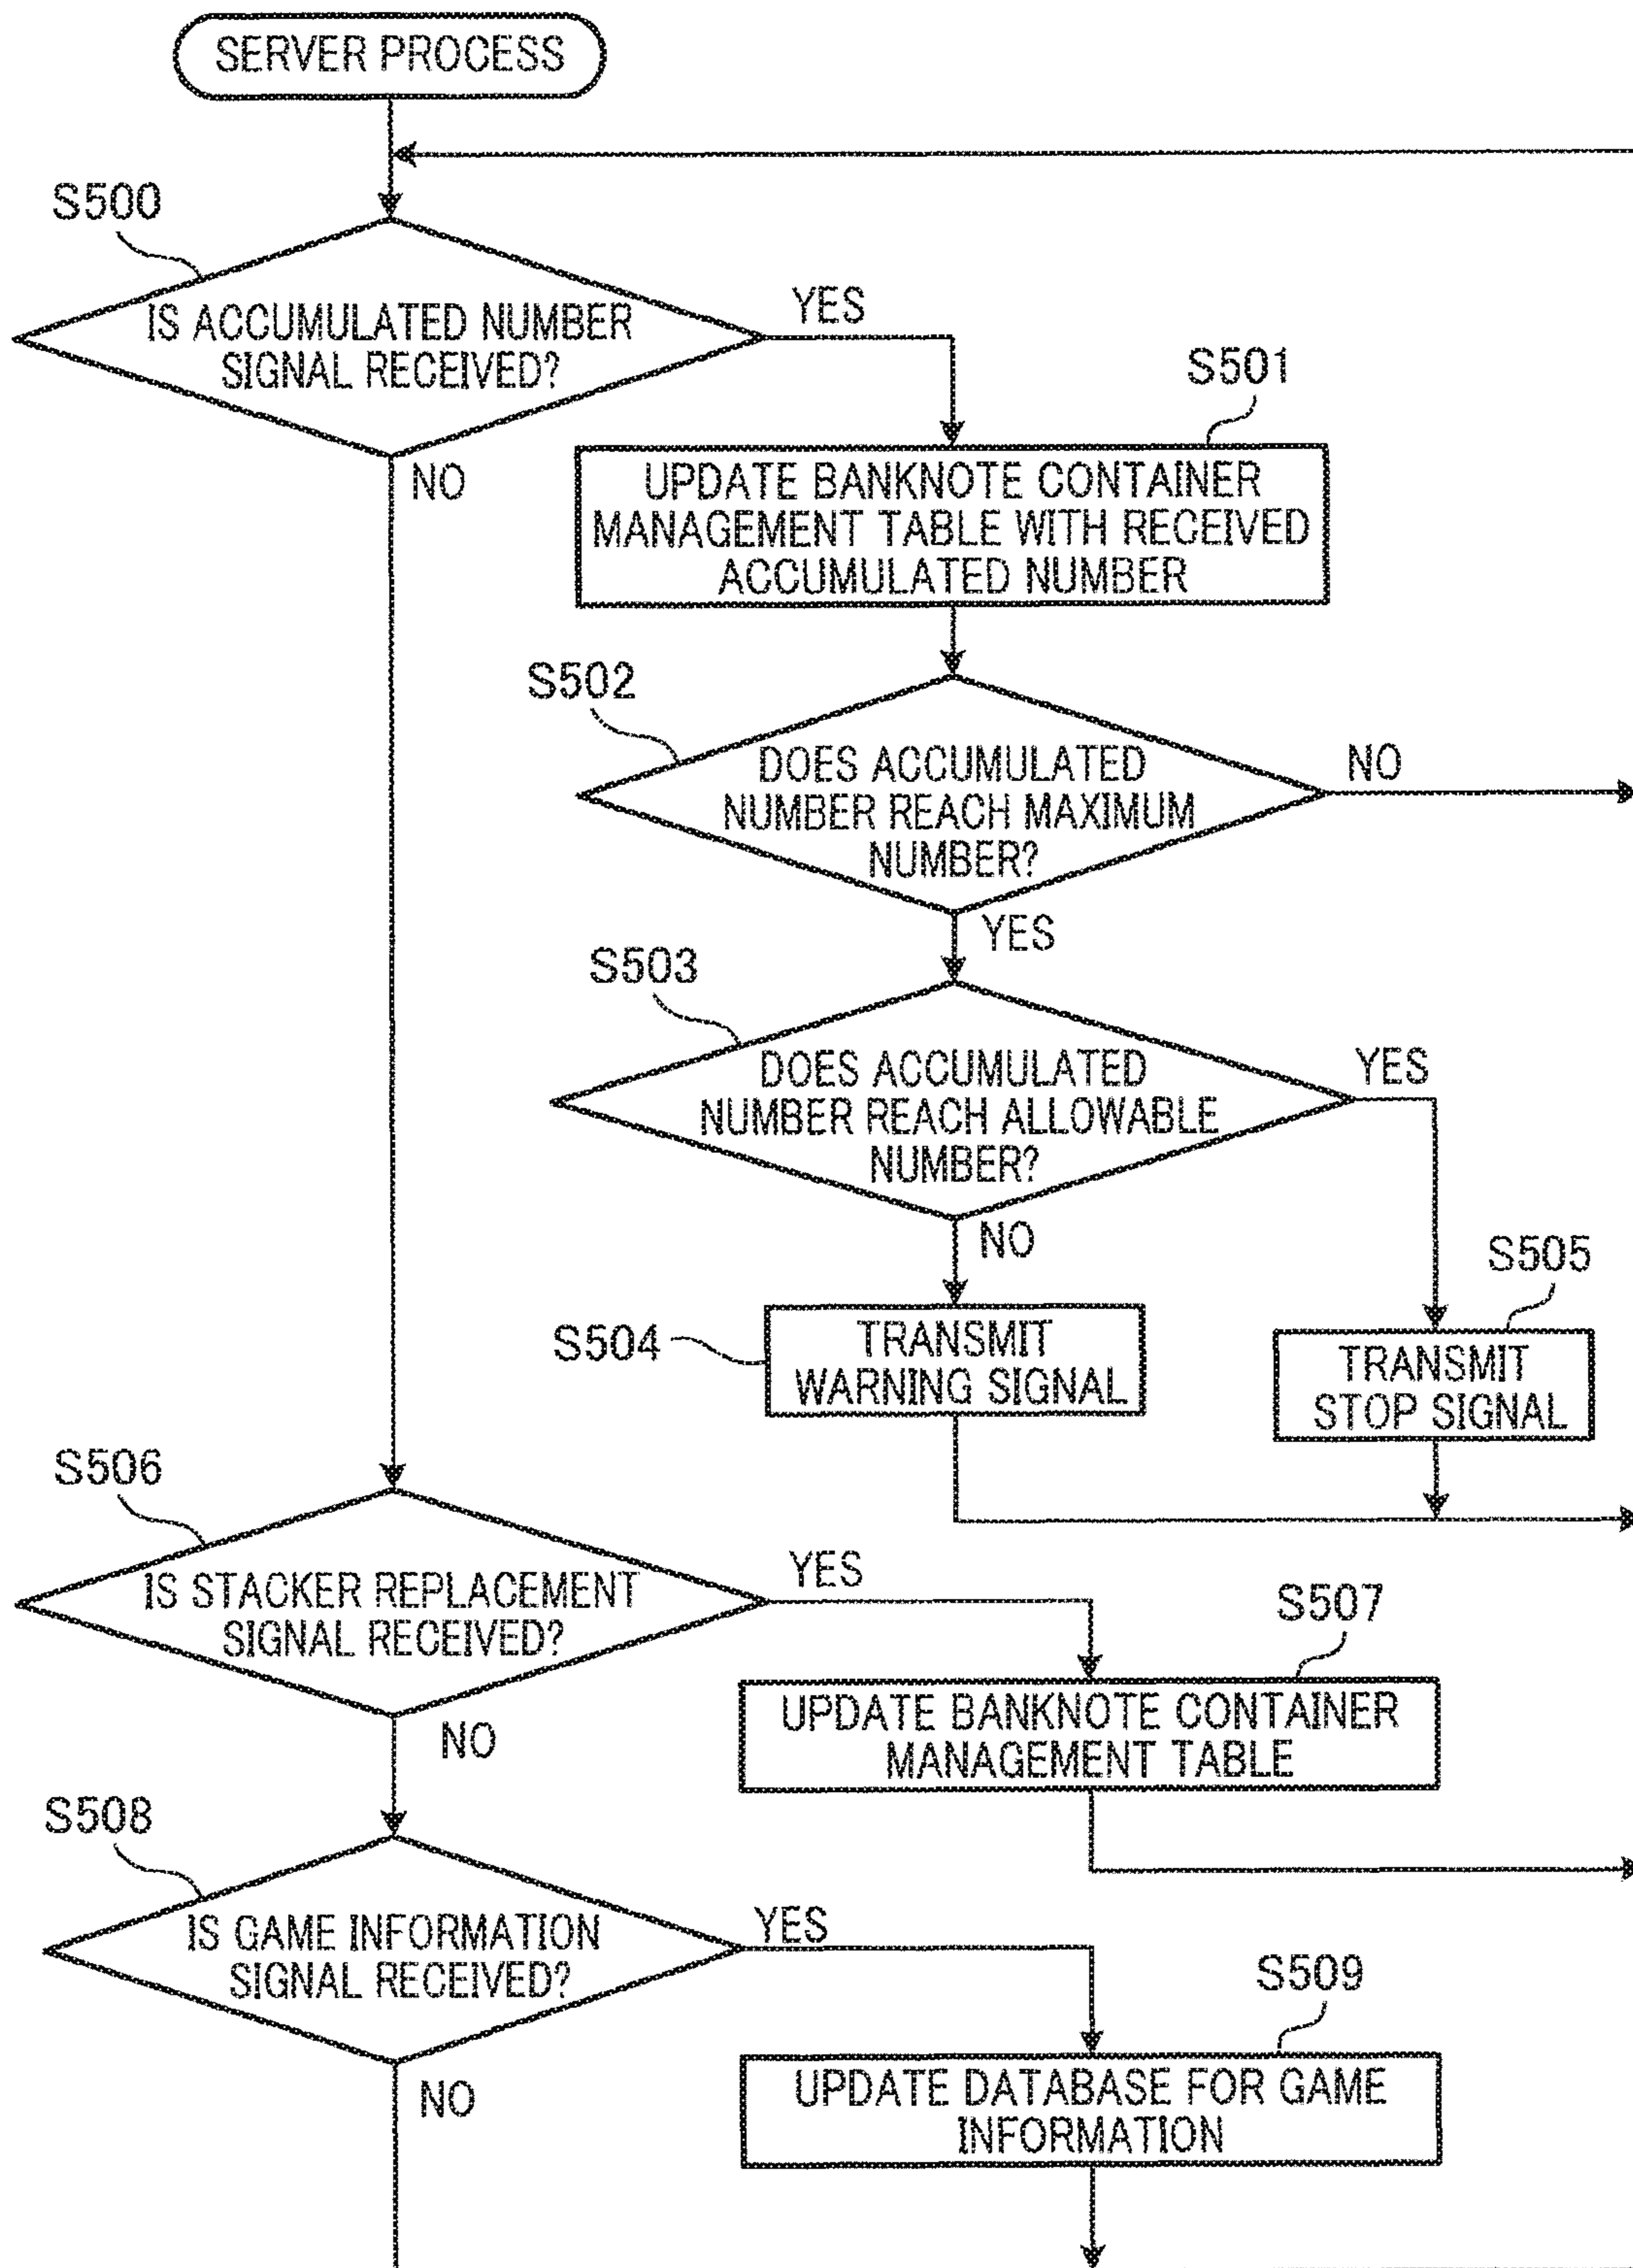 SERVER PROCESS
S500
IS ACCUMULATED NUMBER
SIGNAL RECEIVED?
YES
NO
S501
UPDATE BANKNOTE CONTAINER
MANAGEMENT TABLE WITH RECEIVED
ACCUMULATED NUMBER
S502
DOES ACCUMULATED
NUMBER REACH MAXIMUM
NUMBER?
NO
YES
S503
DOES ACCUMULATED
NUMBER REACH ALLOWABLE
NUMBER?
YES
NO
S504
TRANSMIT
WARNING SIGNAL
S505
TRANSMIT
STOP SIGNAL
S506
IS STACKER REPLACEMENT
SIGNAL RECEIVED?
YES
NO
S507
UPDATE BANKNOTE CONTAINER
MANAGEMENT TABLE
S508
IS GAME INFORMATION
SIGNAL RECEIVED?
YES
NO
S509
UPDATE DATABASE FOR GAME
INFORMATION